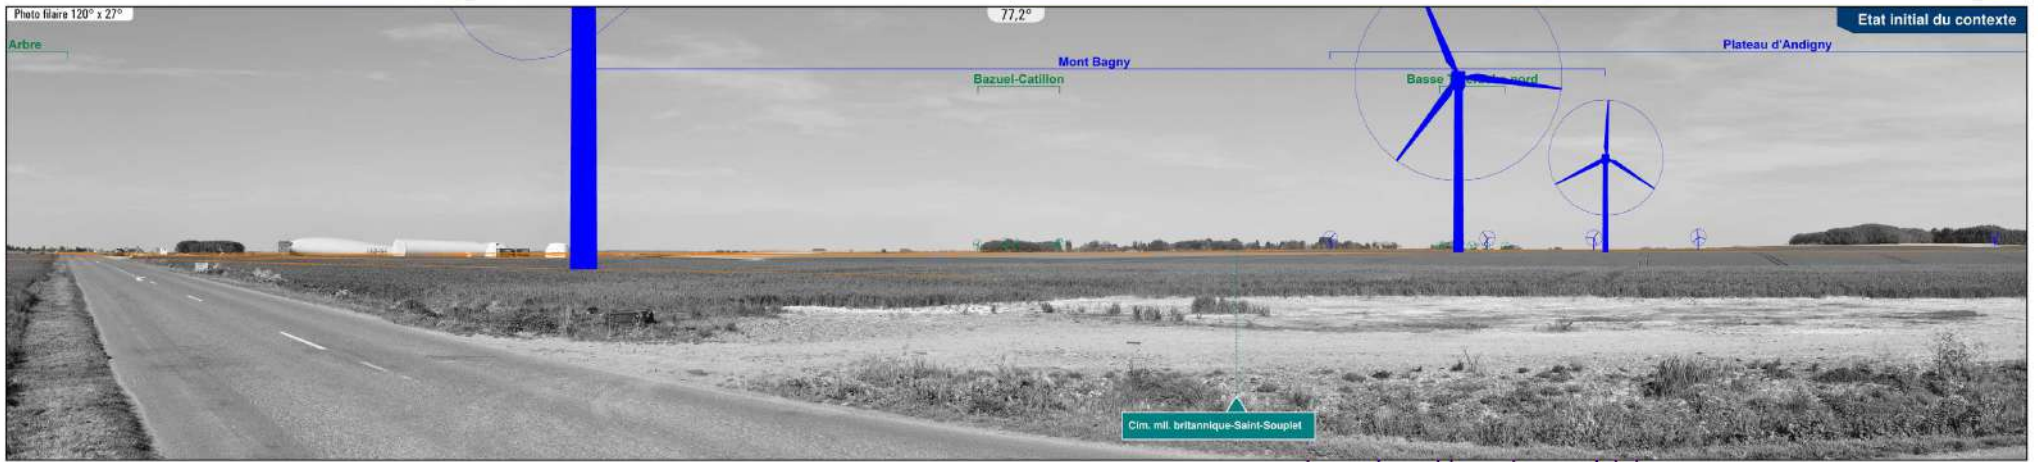 Photo filaire 120° x 27°
77,2°
Etat initial du contexte
Arbre
Plateau d'Andigny
Mont Bagny
Bazuel-Catillon
Basse nord
Cim. mil. britannique-Saint-Souplet